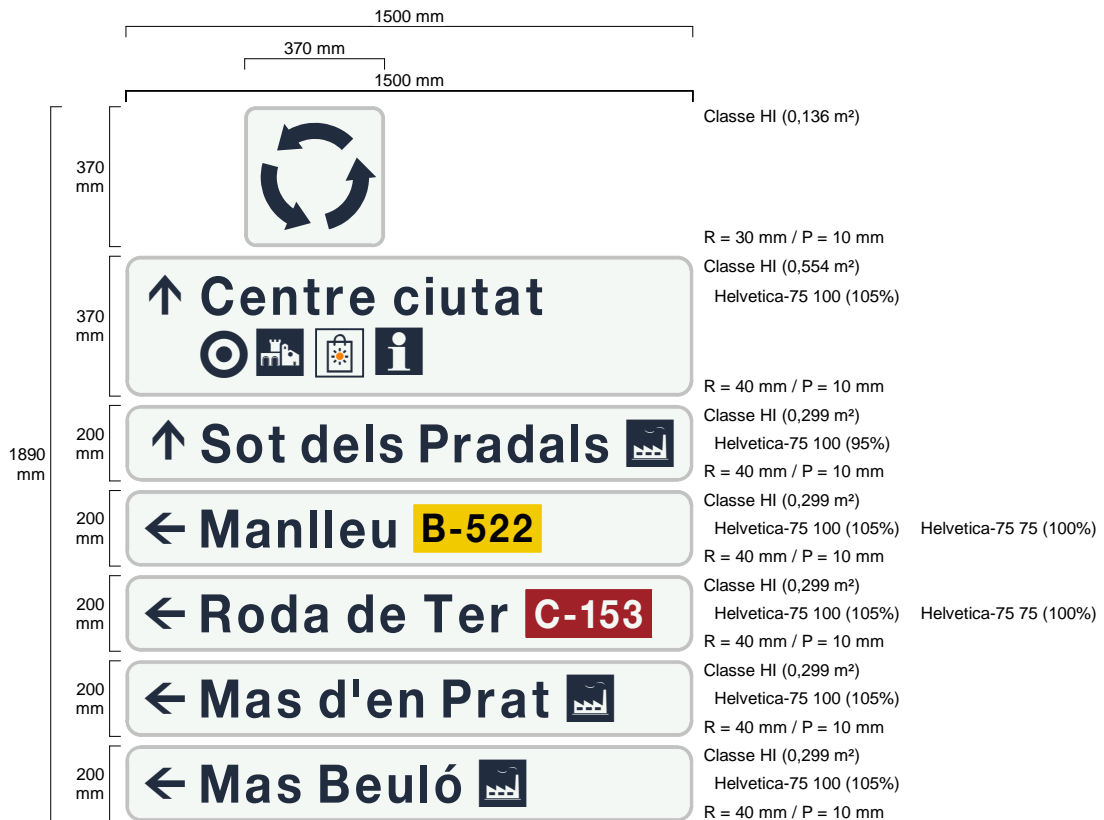 1500 mm
370 mm
1500 mm
Classe HI (0,136 m²)
370 mm
R = 30 mm / P = 10 mm
Classe HI (0,554 m²)
Centre ciutat
Helvetica-75 100 (105%)
370 mm
i
R = 40 mm / P = 10 mm
Classe HI (0,299 m²)
200 mm
Sot dels Pradals
Helvetica-75 100 (95%)
R = 40 mm / P = 10 mm
1890 mm
Classe HI (0,299 m²)
200 mm
Manlleu B-522
Helvetica-75 100 (105%) Helvetica-75 75 (100%)
R = 40 mm / P = 10 mm
Classe HI (0,299 m²)
200 mm
Roda de Ter C-153
Helvetica-75 100 (105%) Helvetica-75 75 (100%)
R = 40 mm / P = 10 mm
Classe HI (0,299 m²)
200 mm
Mas d'en Prat
Helvetica-75 100 (105%)
R = 40 mm / P = 10 mm
Classe HI (0,299 m²)
200 mm
Mas Beuló
Helvetica-75 100 (105%)
R = 40 mm / P = 10 mm